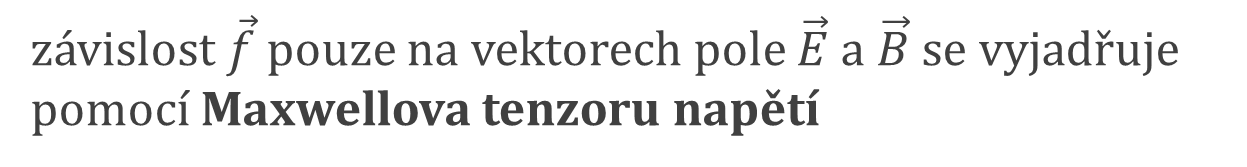 závislost f⃗ pouze na vektorech pole E⃗ a B⃗ se vyjadřuje
pomocí Maxwellova tenzoru napětí